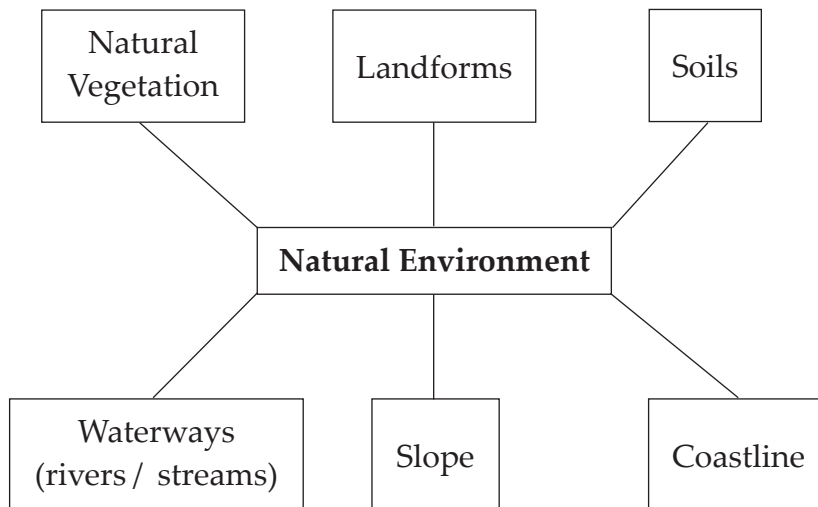 Natural
Vegetation
Landforms
Soils
Natural Environment
Waterways
(rivers / streams)
Slope
Coastline